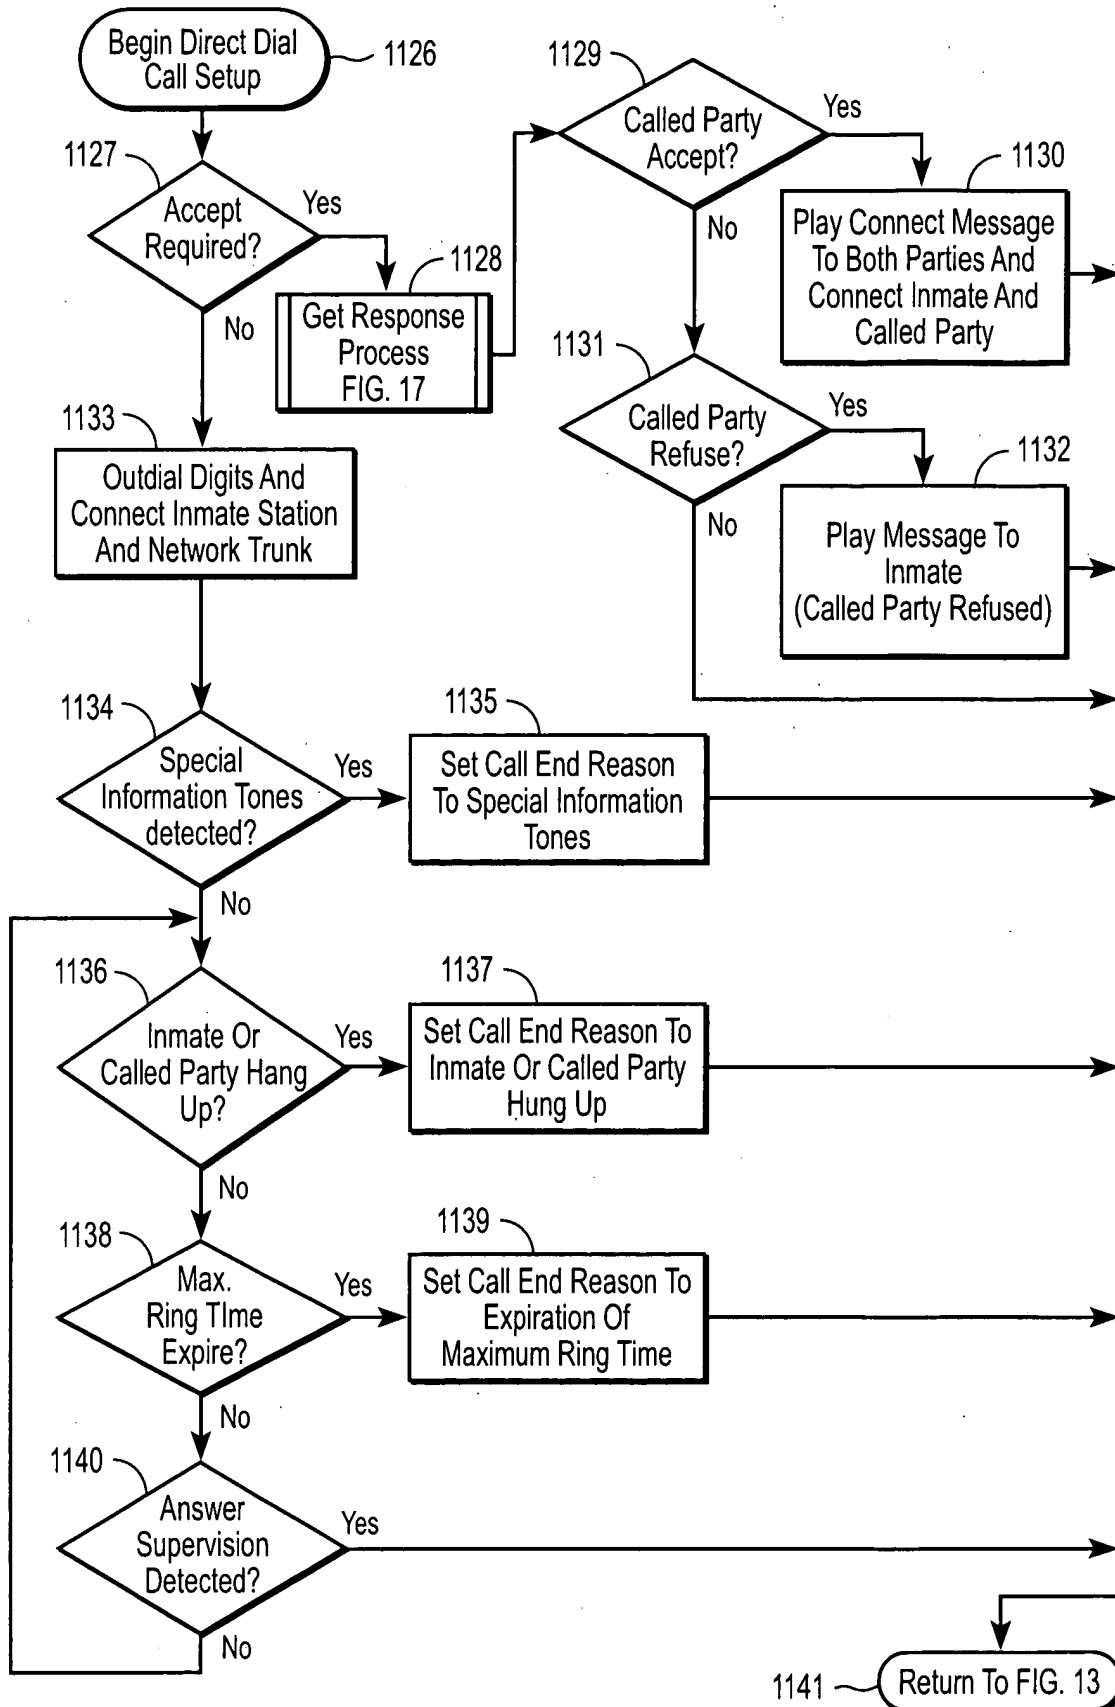 Begin Direct Dial
Call Setup
1126
1127
Accept
Required?
Yes
No
1128
Get Response
Process
FIG. 17
1129
Called Party
Accept?
Yes
No
1130
Play Connect Message
To Both Parties And
Connect Inmate And
Called Party
1131
Called Party
Refuse?
Yes
No
1132
Play Message To
Inmate
(Called Party Refused)
1133
Outdial Digits And
Connect Inmate Station
And Network Trunk
1134
Special
Information Tones
detected?
Yes
No
1135
Set Call End Reason
To Special Information
Tones
1136
Inmate Or
Called Party Hang
Up?
Yes
No
1137
Set Call End Reason To
Inmate Or Called Party
Hung Up
1138
Max.
Ring TIme
Expire?
Yes
No
1139
Set Call End Reason To
Expiration Of
Maximum Ring Time
1140
Answer
Supervision
Detected?
Yes
No
1141
Return To FIG. 13